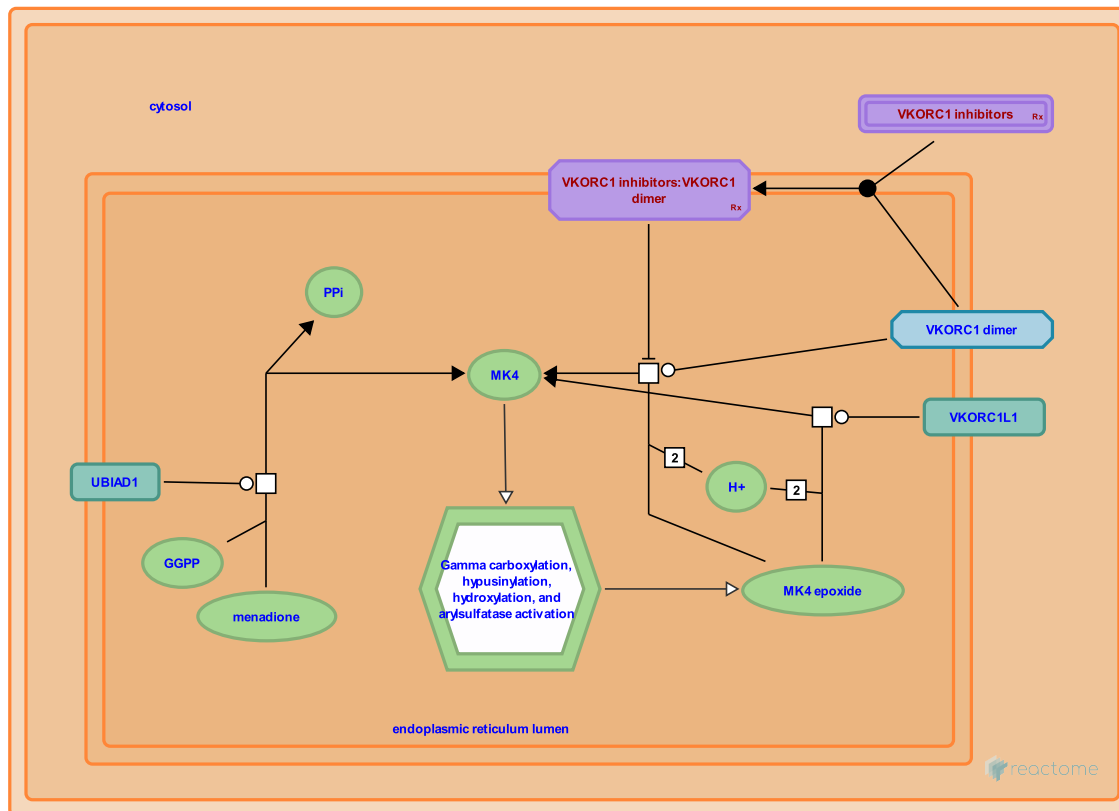 cytosol
VKORC1 inhibitors
Rx
VKORC1 inhibitors:VKORC1
dimer
Rx
PPi
VKORC1 dimer
MK4
VKORC1L1
2
H+
2
UBIAD1
GGPP
Gamma carboxylation,
hypusinylation,
hydroxylation, and
arylsulfatase activation
MK4 epoxide
menadione
endoplasmic reticulum lumen
reactome